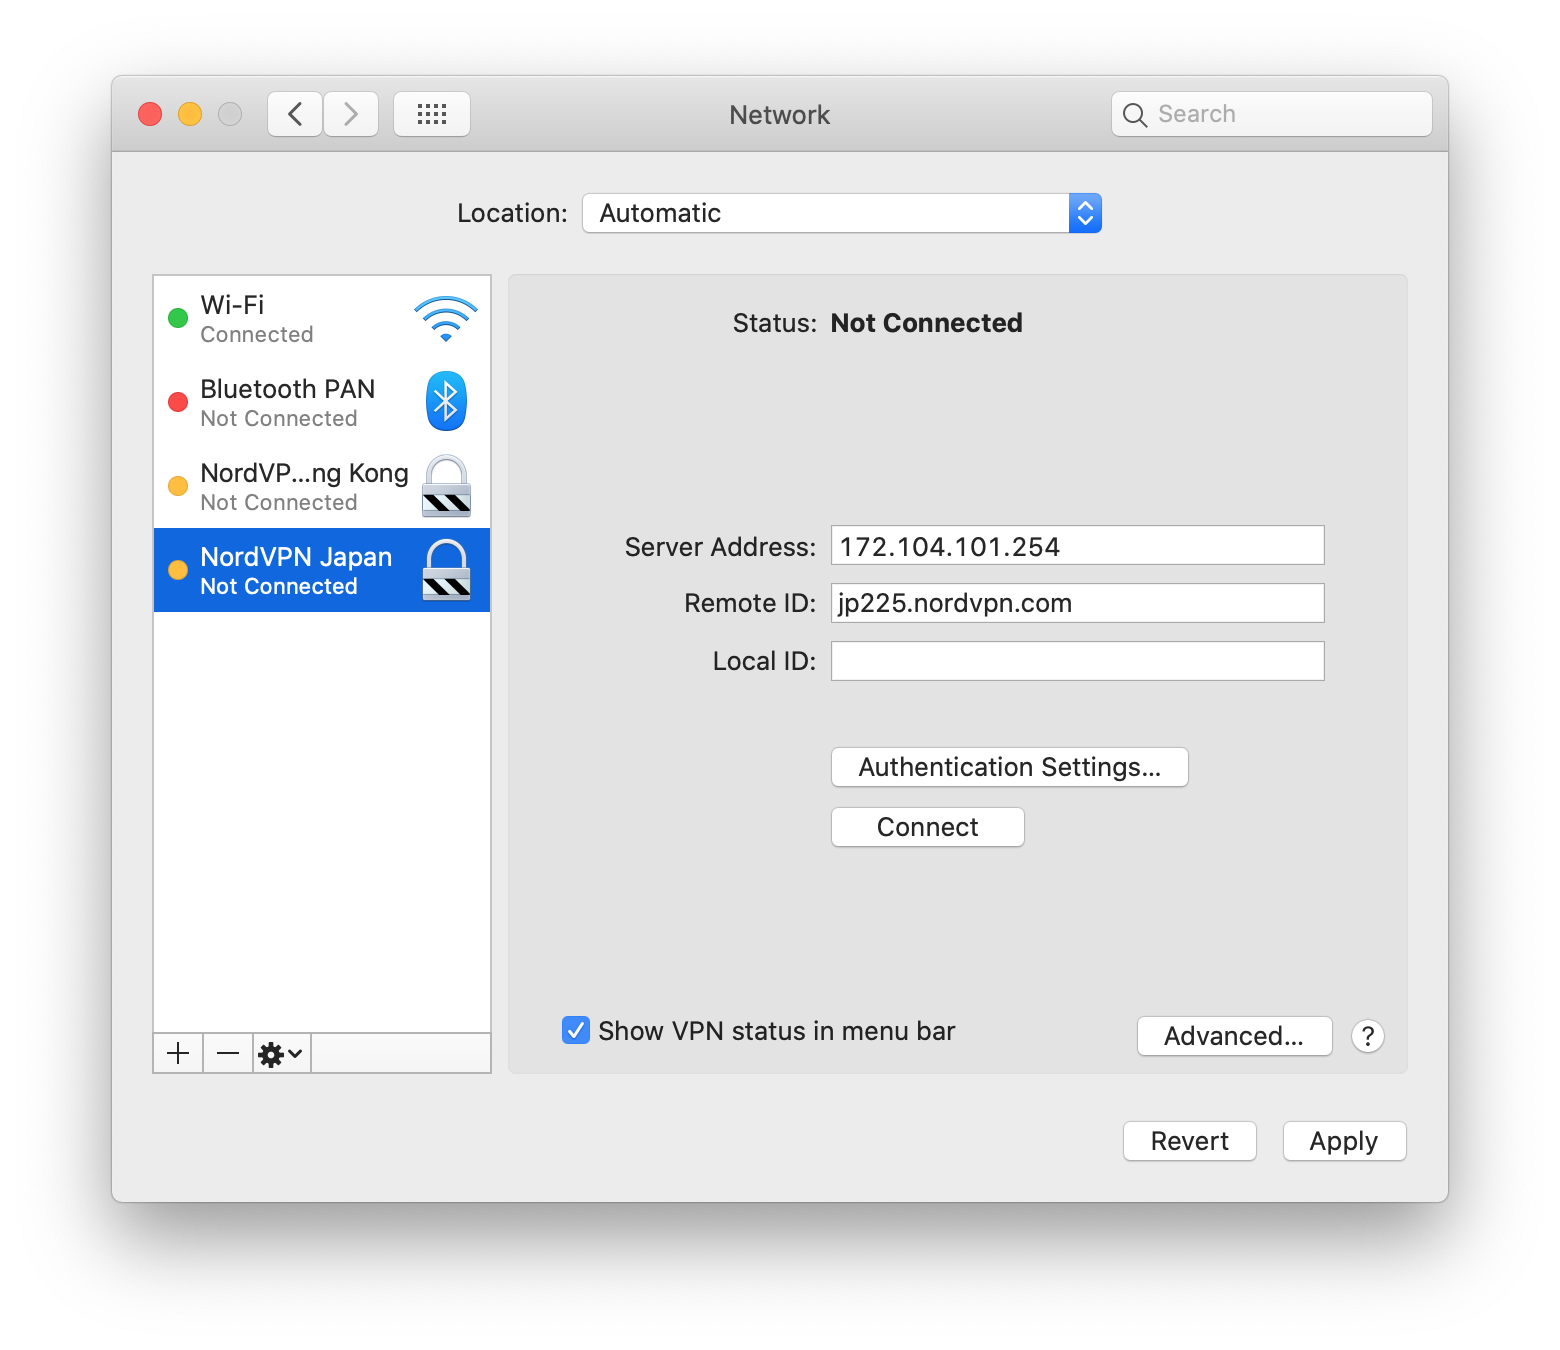 Network
Search
Location: Automatic
Wi-Fi
Connected
Bluetooth PAN
Not Connected
NordVP...ng Kong
Not Connected
NordVPN Japan
Not Connected
Status: Not Connected
Server Address: 172.104.101.254
Remote ID: jp225.nordvpn.com
Local ID:
Authentication Settings...
Connect
Show VPN status in menu bar
Advanced...
?
Revert
Apply